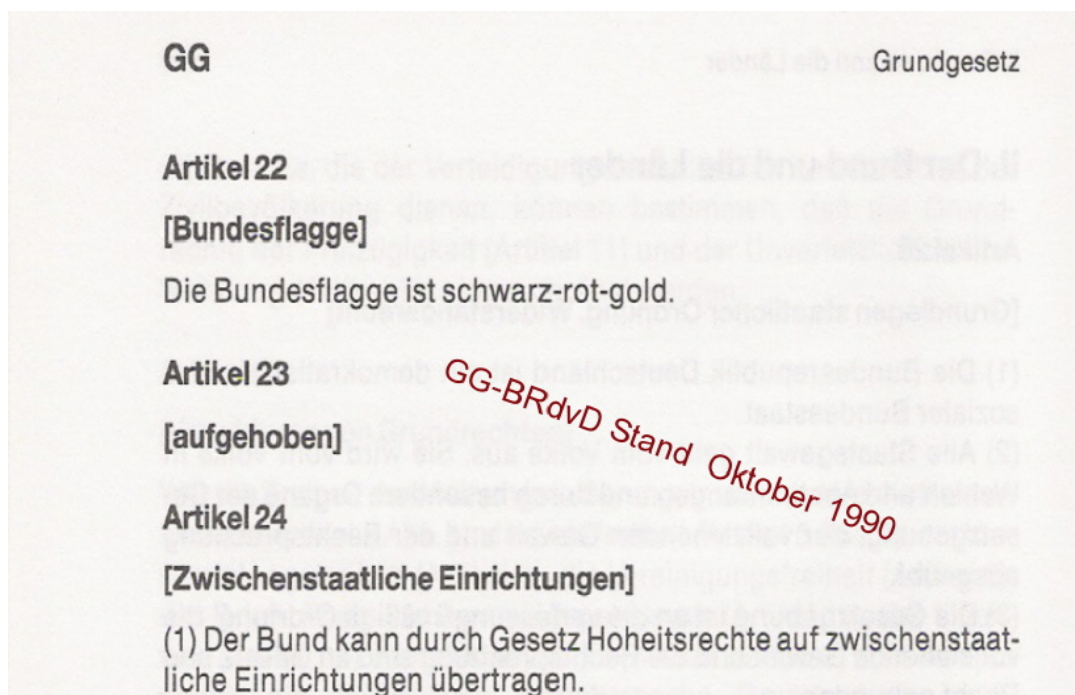 GG
Grundgesetz
Artikel 22
[Bundesflagge]
Die Bundesflagge ist schwarz-rot-gold.
Artikel 23
[aufgehoben]
GG-BRdvD Stand Oktober 1990
Artikel 24
[Zwischenstaatliche Einrichtungen]
(1) Der Bund kann durch Gesetz Hoheitsrechte auf zwischenstaat-
liche Einrichtungen übertragen.